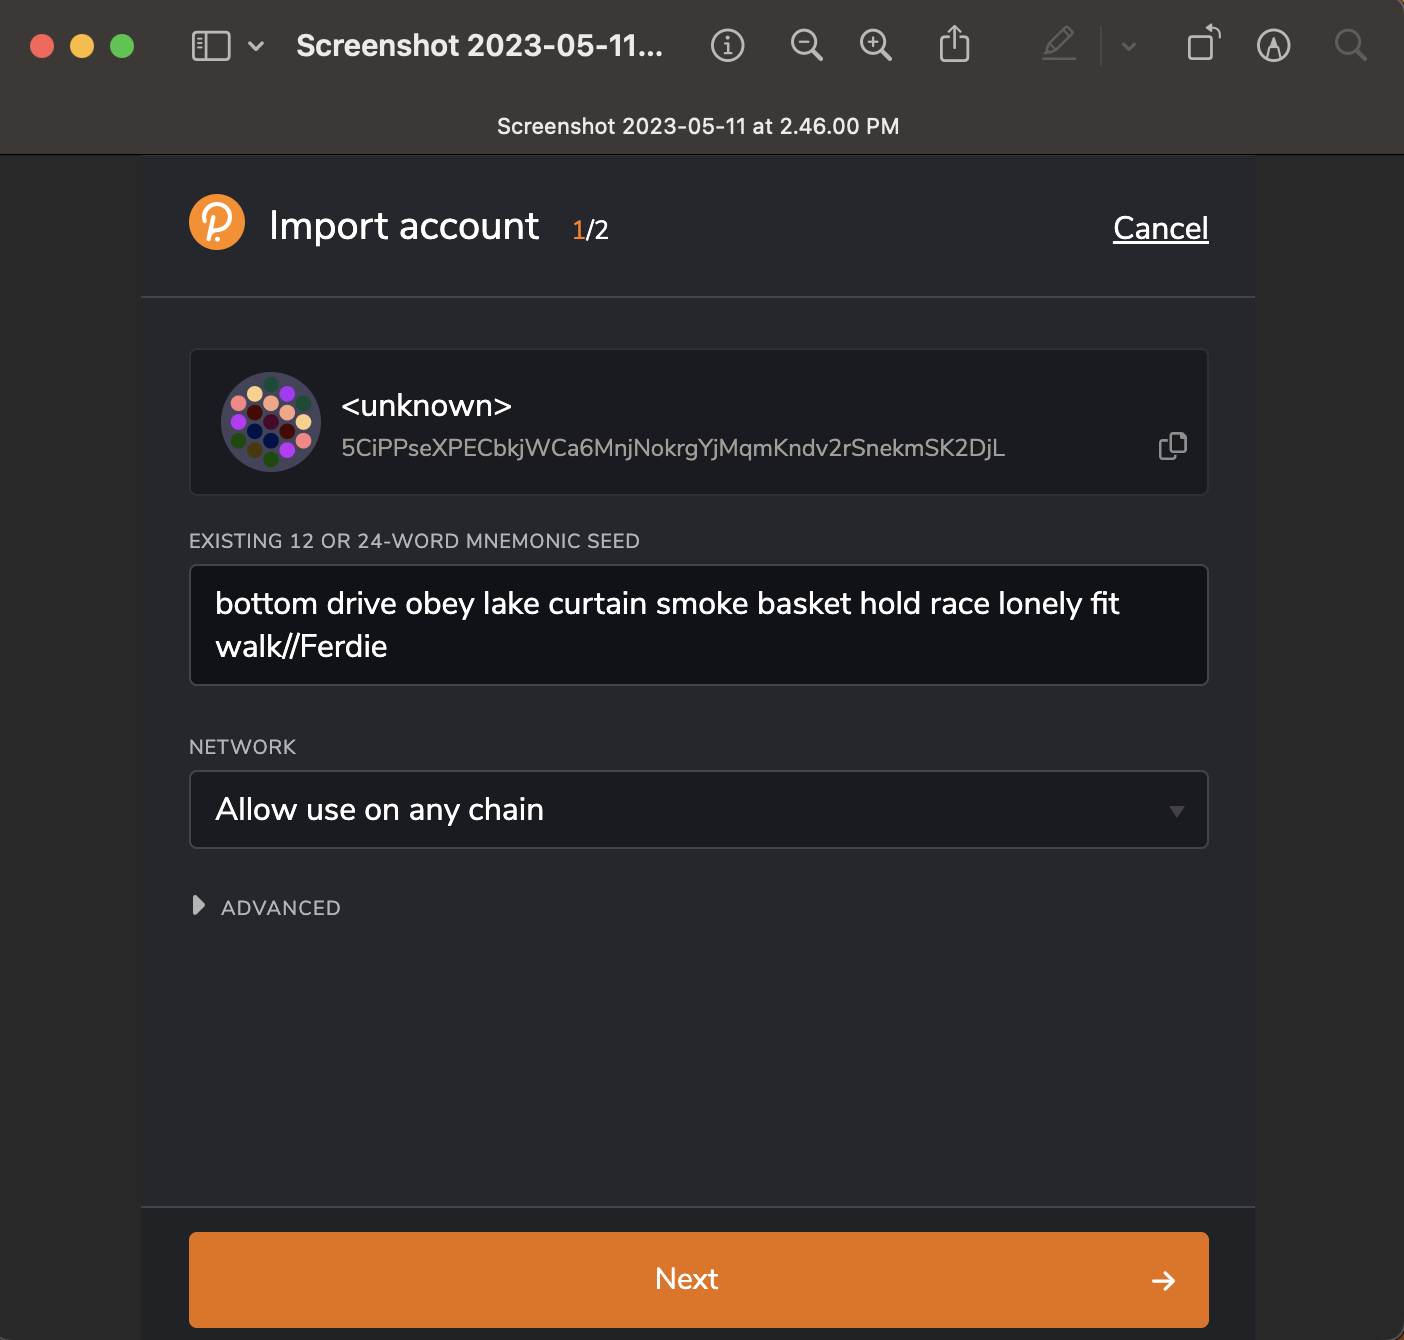 Screenshot 2023-05-11...
Screenshot 2023-05-11 at 2.46.00 PM
Import account 1/2 Cancel
<unknown>
5CiPPseXPECbkjWCa6MnjNokrgYjMqmKndv2rSnekmSK2DjL
EXISTING 12 OR 24-WORD MNEMONIC SEED
bottom drive obey lake curtain smoke basket hold race lonely fit
walk//Ferdie
NETWORK
Allow use on any chain
ADVANCED
Next